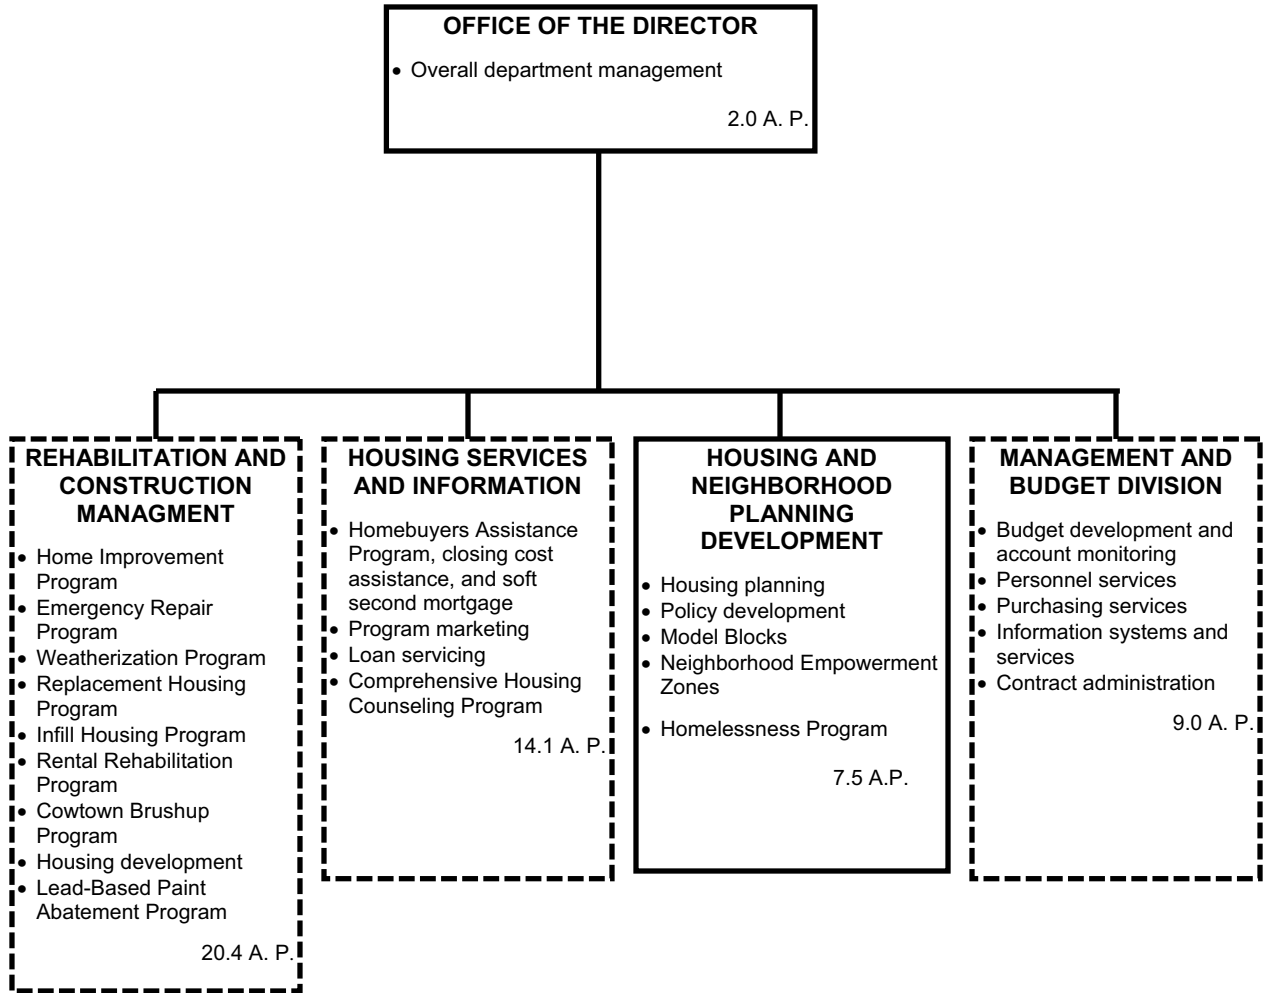 OFFICE OF THE DIRECTOR
• Overall department management
2.0 A. P.
REHABILITATION AND
CONSTRUCTION
MANAGMENT
• Home Improvement
Program
• Emergency Repair
Program
• Weatherization Program
• Replacement Housing
Program
• Infill Housing Program
• Rental Rehabilitation
Program
• Cowtown Brushup
Program
• Housing development
• Lead-Based Paint
Abatement Program
20.4 A. P.
HOUSING SERVICES
AND INFORMATION
• Homebuyers Assistance
Program, closing cost
assistance, and soft
second mortgage
• Program marketing
• Loan servicing
• Comprehensive Housing
Counseling Program
14.1 A. P.
HOUSING AND
NEIGHBORHOOD
PLANNING
DEVELOPMENT
• Housing planning
• Policy development
• Model Blocks
• Neighborhood Empowerment
Zones
• Homelessness Program
7.5 A.P.
MANAGEMENT AND
BUDGET DIVISION
• Budget development and
account monitoring
• Personnel services
• Purchasing services
• Information systems and
services
• Contract administration
9.0 A. P.